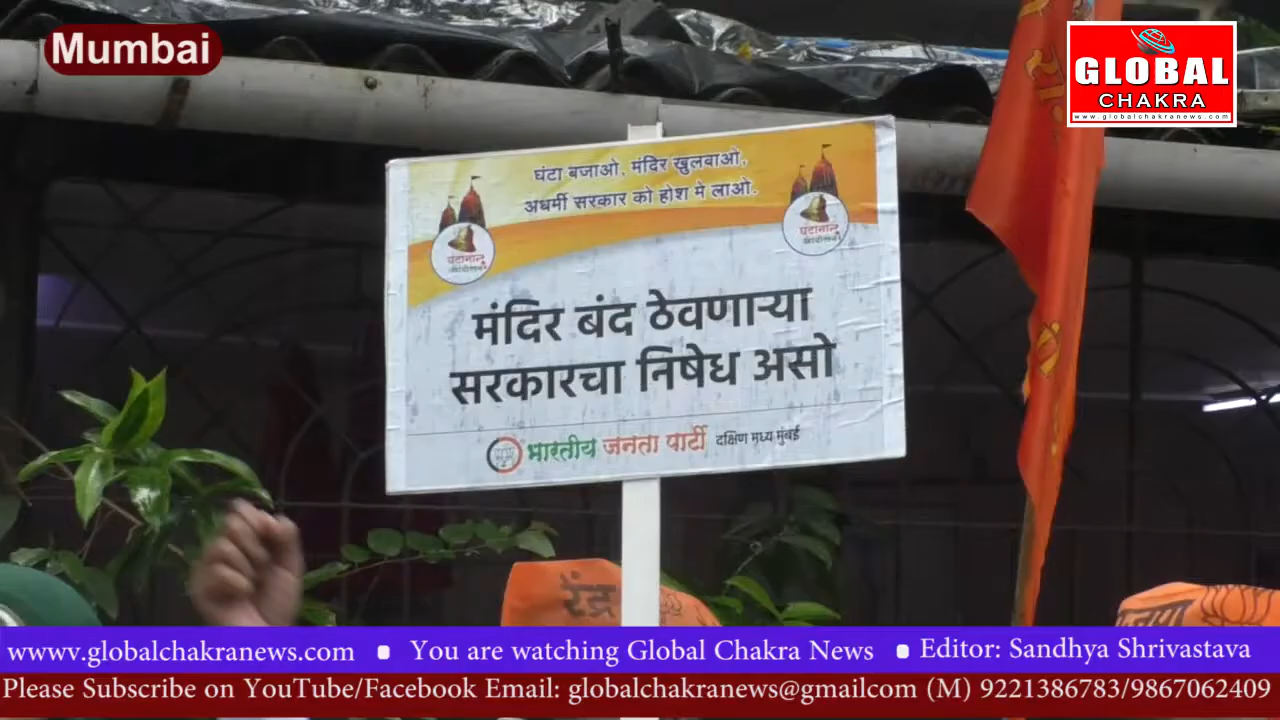 Mumbai
GLOBAL
CHAKRA
www.globalchakranews.com
घंटा बजाओ, मंदिर खुलवाओ,
अधर्मी सरकार को होश मे लाओ.
घंटानाद
मंदिर बंद ठेवणाऱ्या
सरकारचा निषेध असो
भारतीय जनता पार्टी दक्षिण मध्य मुंबई
wwww.globalchakranews.com • You are watching Global Chakra News • Editor: Sandhya Shrivastava
Please Subscribe on YouTube/Facebook Email: globalchakranews@gmailcom (M) 9221386783/9867062409